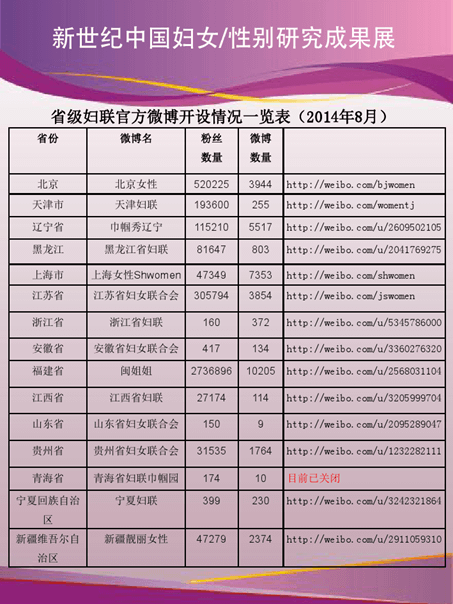 新世纪中国妇女/性别研究成果展
省级妇联官方微博开设情况一览表（2014年8月）
省份 微博名 粉丝 微博
数量 数量
北京 北京女性 520225 3944 http://weibo.com/bjwomen
天津市 天津妇联 193600 255 http://weibo.com/womentj
辽宁省 巾帼秀辽宁 115210 5517 http://weibo.com/u/2609502105
黑龙江 黑龙江省妇联 81647 803 http://weibo.com/u/2041769275
上海市 上海女性Shwomen 47349 7353 http://weibo.com/shwomen
江苏省 江苏省妇女联合会 305794 3854 http://weibo.com/jswomen
浙江省 浙江省妇联 160 372 http://weibo.com/u/5345786000
安徽省 安徽省妇女联合会 417 134 http://weibo.com/u/3360276320
福建省 闽姐姐 2736896 10205 http://weibo.com/u/2568031104
江西省 江西省妇联 27174 114 http://weibo.com/u/3205999704
山东省 山东省妇女联合会 150 9 http://weibo.com/u/2095289047
贵州省 贵州省妇女联合会 31535 1764 http://weibo.com/u/1232282111
青海省 青海省妇联巾帼园 174 10 目前已关闭
宁夏回族自治 宁夏妇联 399 230 http://weibo.com/u/3242321864
区
新疆维吾尔自 新疆靓丽女性 47279 2374 http://weibo.com/u/2911059310
治区